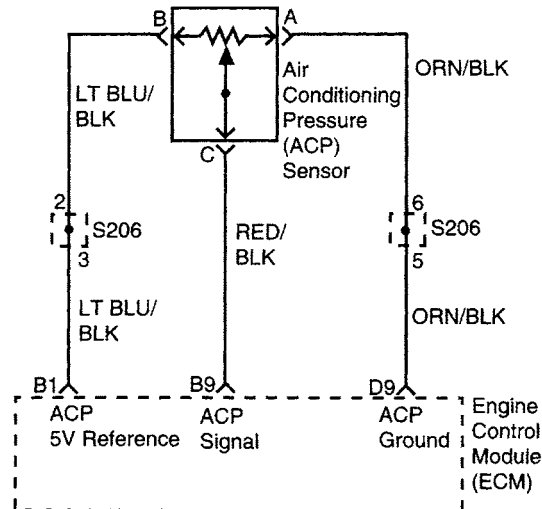 B
A
LT BLU/
BLK
Air
Conditioning
Pressure
(ACP)
Sensor
ORN/BLK
C
2
S206
3
RED/
BLK
6
S206
5
LT BLU/
BLK
ORN/BLK
B1
B9
D9
ACP
5V Reference
ACP
Signal
ACP
Ground
Engine
Control
Module
(ECM)